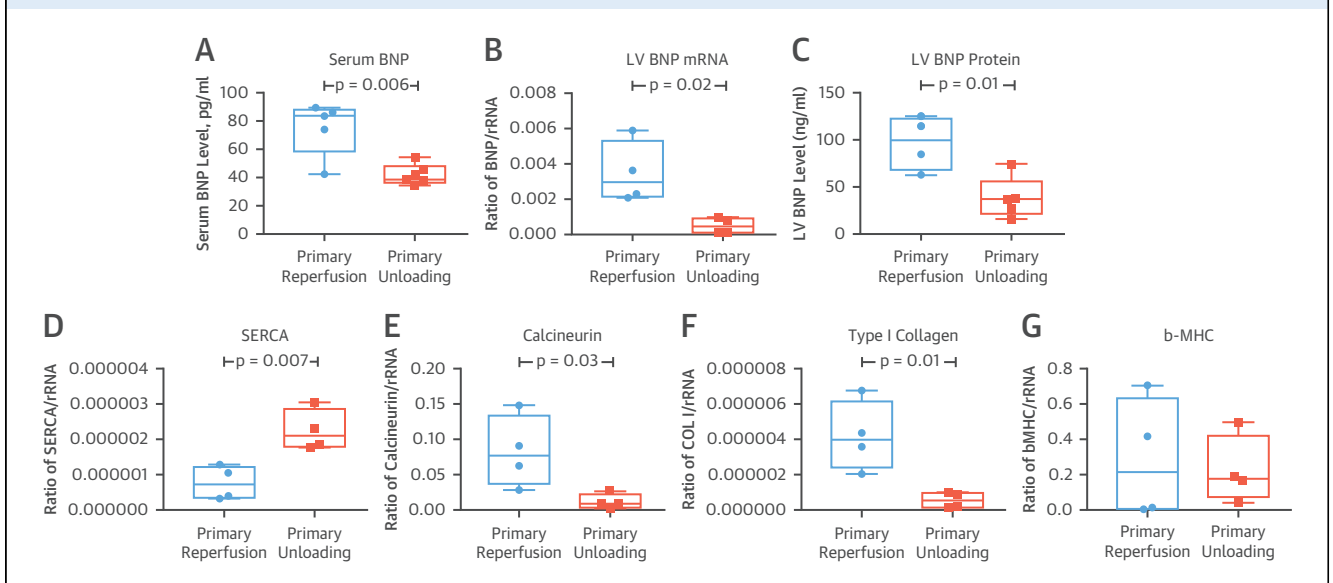 A
Serum BNP
p = 0.006
Serum BNP Level, pg/ml
100
80
60
40
20
0
Primary
Reperfusion
Primary
Unloading
B
LV BNP mRNA
p = 0.02
Ratio of BNP/rRNA
0.008
0.006
0.004
0.002
0.000
Primary
Reperfusion
Primary
Unloading
C
LV BNP Protein
p = 0.01
LV BNP Level (ng/ml)
150
100
50
0
Primary
Reperfusion
Primary
Unloading
D
SERCA
p = 0.007
Ratio of SERCA/rRNA
0.000004
0.000003
0.000002
0.000001
0.000000
Primary
Reperfusion
Primary
Unloading
E
Calcineurin
p = 0.03
Ratio of Calcineurin/rRNA
0.20
0.15
0.10
0.05
0.00
Primary
Reperfusion
Primary
Unloading
F
Type I Collagen
p = 0.01
Ratio of COL I/rRNA
0.000008
0.000006
0.000004
0.000002
0.000000
Primary
Reperfusion
Primary
Unloading
G
b-MHC
Ratio of bMHC/rRNA
0.8
0.6
0.4
0.2
0.0
Primary
Reperfusion
Primary
Unloading